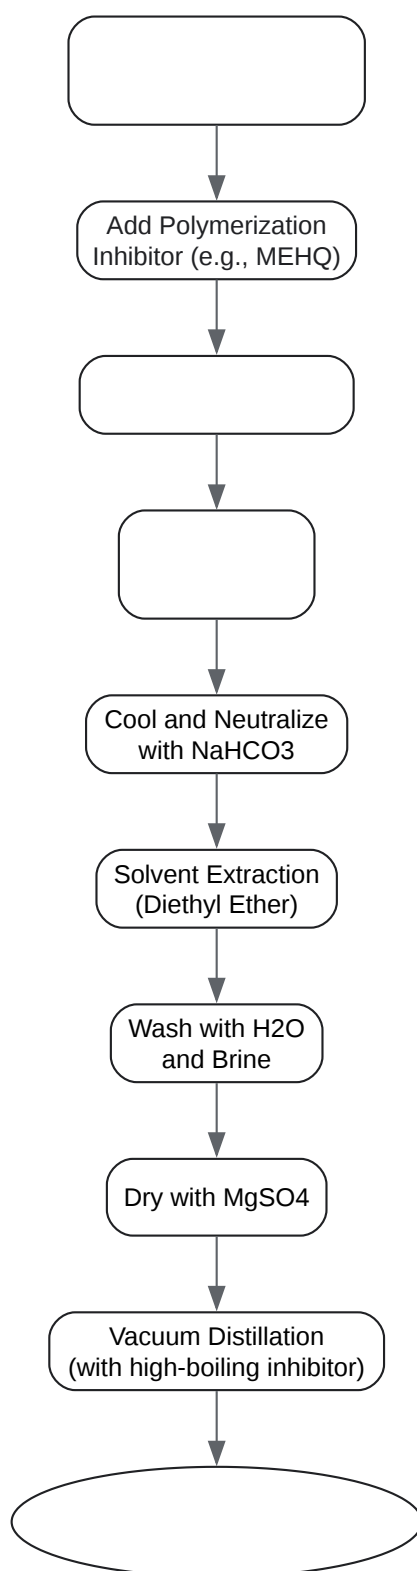 Add Polymerization
Inhibitor (e.g., MEHQ)
Cool and Neutralize
with NaHCO3
Solvent Extraction
(Diethyl Ether)
Wash with H2O
and Brine
Dry with MgSO4
Vacuum Distillation
(with high-boiling inhibitor)